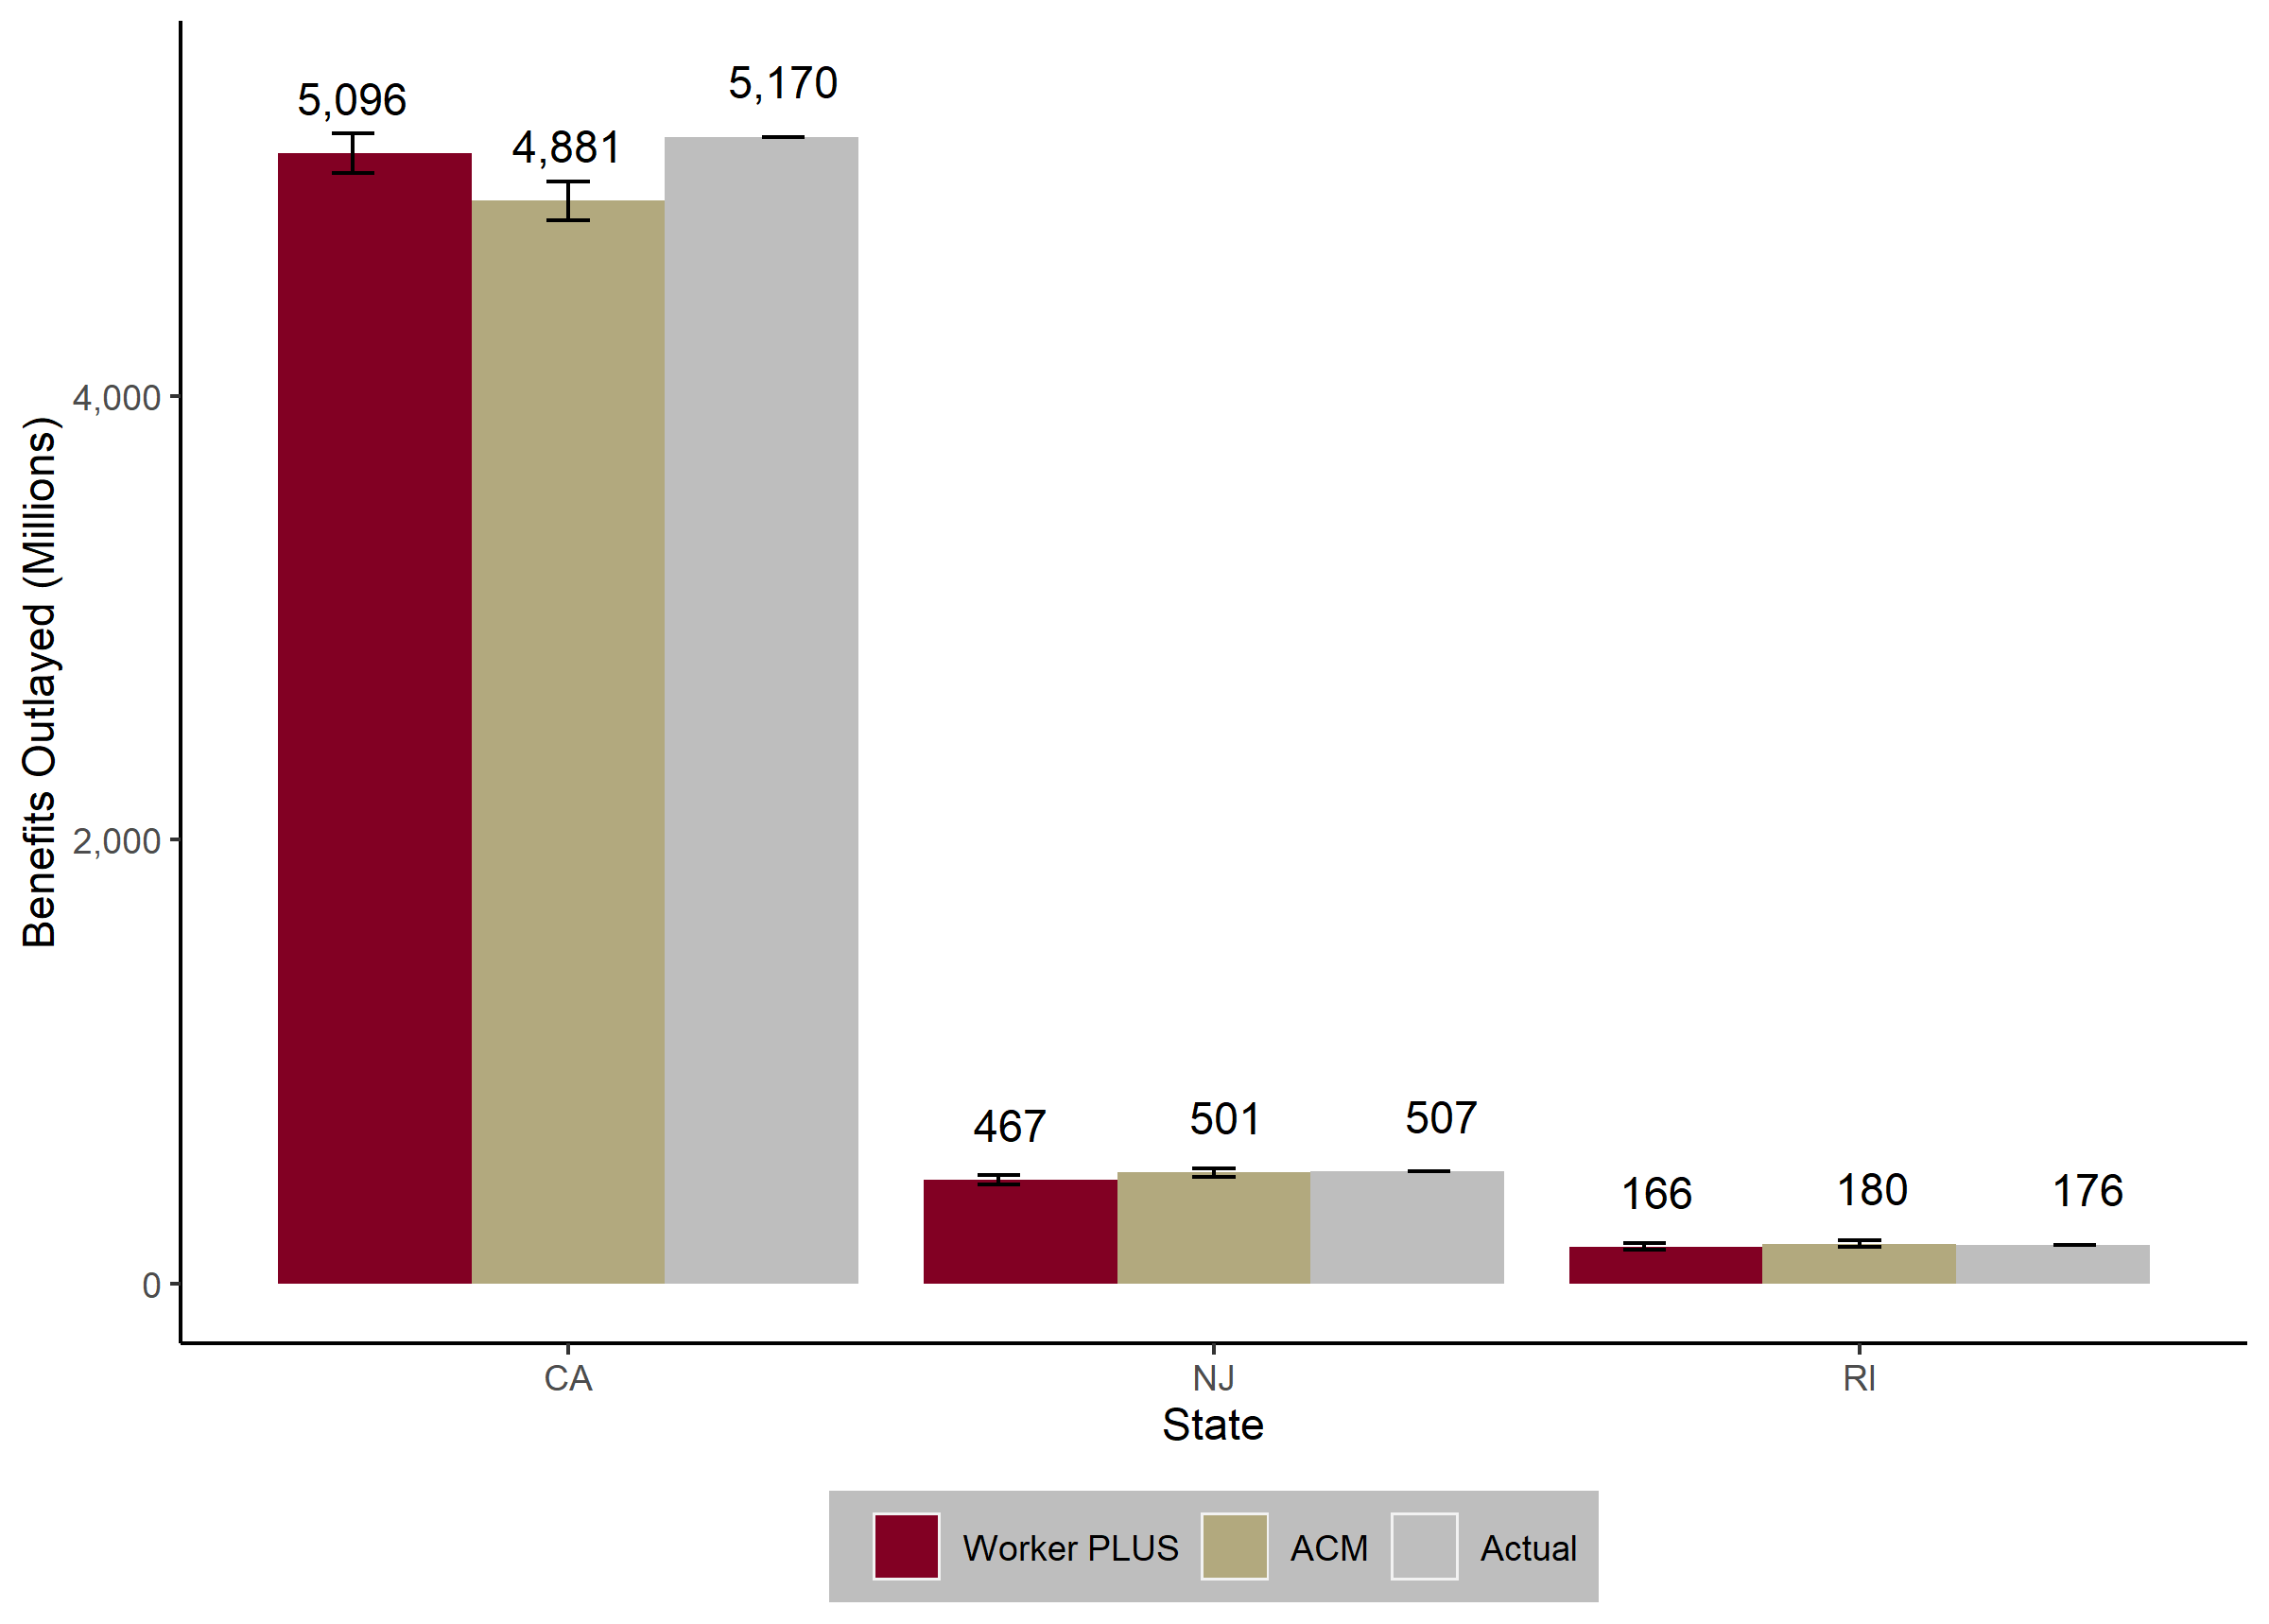 5,096
4,881
5,170
4,000
2,000
0
Benefits Outlayed (Millions)
467
501
507
166
180
176
CA
NJ
RI
State
Worker PLUS
ACM
Actual